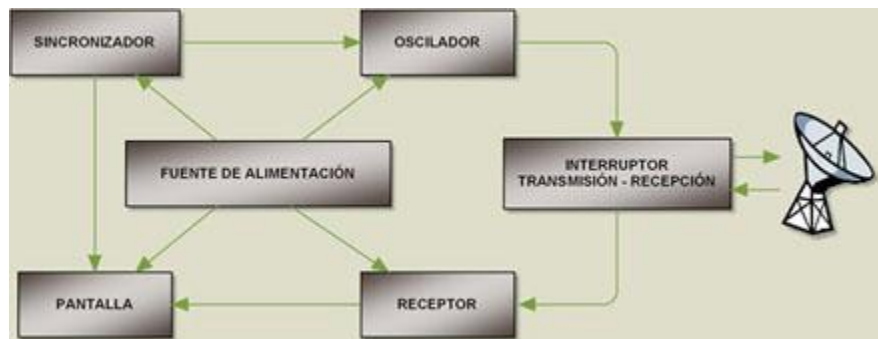 SINCRONIZADOR
OSCILADOR
FUENTE DE ALIMENTACIÓN
INTERRUPTOR
TRANSMISIÓN - RECEPCIÓN
PANTALLA
RECEPTOR